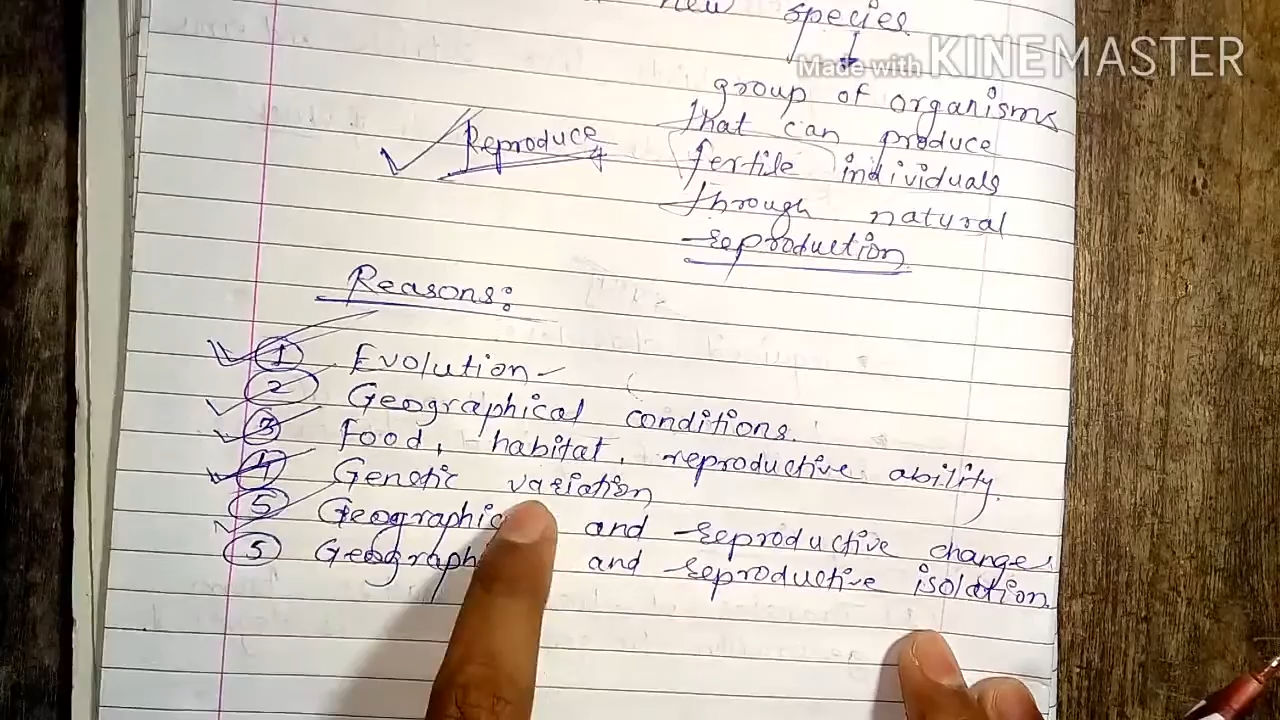 new species
Made with KINEMASTER
group of organisms
that can produce
Reproduce
fertile individuals
through natural
reproduction
Reasons:
1 Evolution
2 Geographical conditions.
3 Food, habitat, reproductive ability.
4 Genetic variation
5 and reproductive changes
5 and reproductive isolation